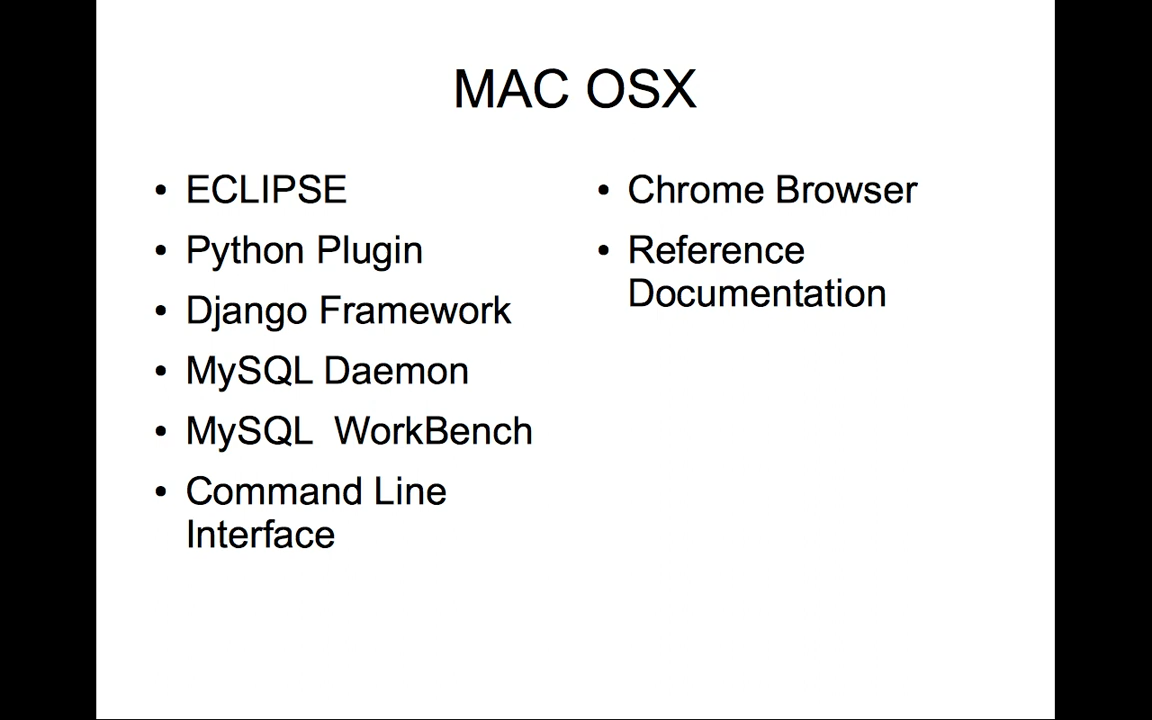 MAC OSX
• ECLIPSE
• Python Plugin
• Django Framework
• MySQL Daemon
• MySQL  WorkBench
• Command Line
Interface
• Chrome Browser
• Reference
Documentation